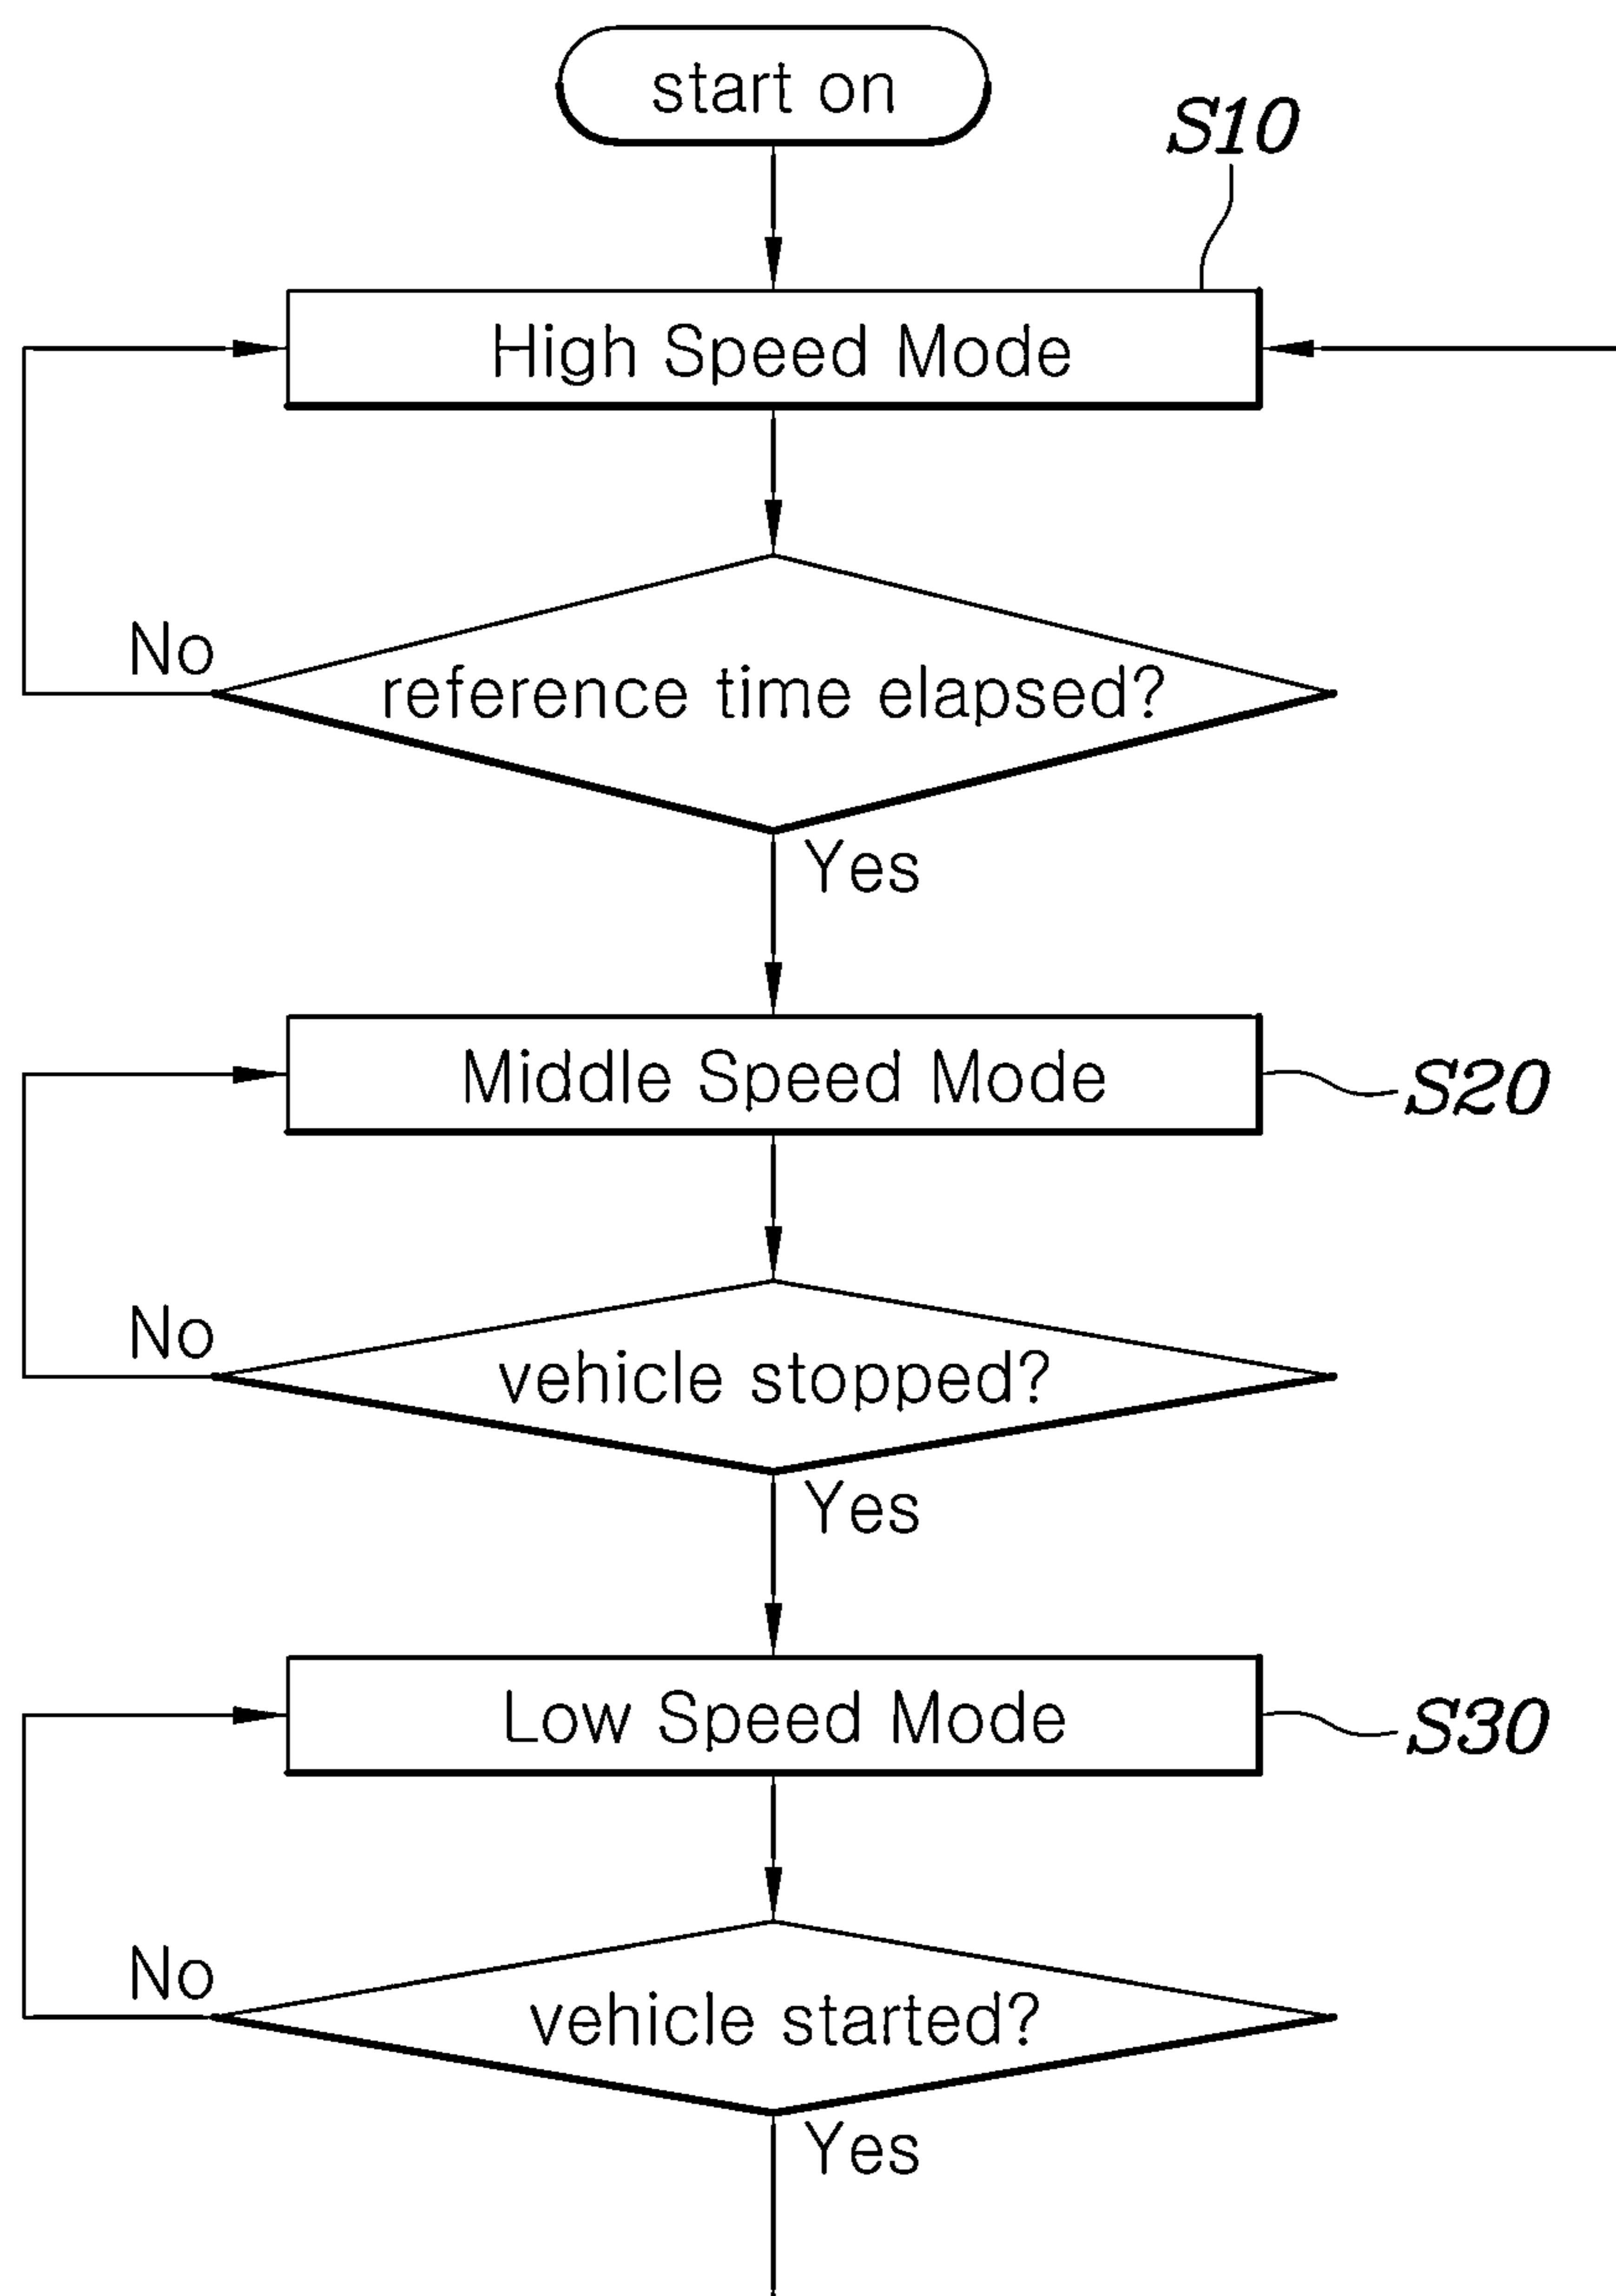 start on
S10
High Speed Mode
No
reference time elapsed?
Yes
Middle Speed Mode
S20
No
vehicle stopped?
Yes
Low Speed Mode
S30
No
vehicle started?
Yes